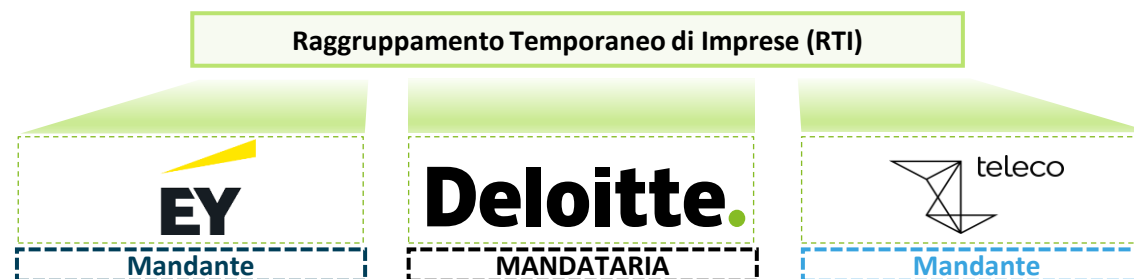 Raggruppamento Temporaneo di Imprese (RTI)
EY
Deloitte.
teleco
Mandante
MANDATARIA
Mandante